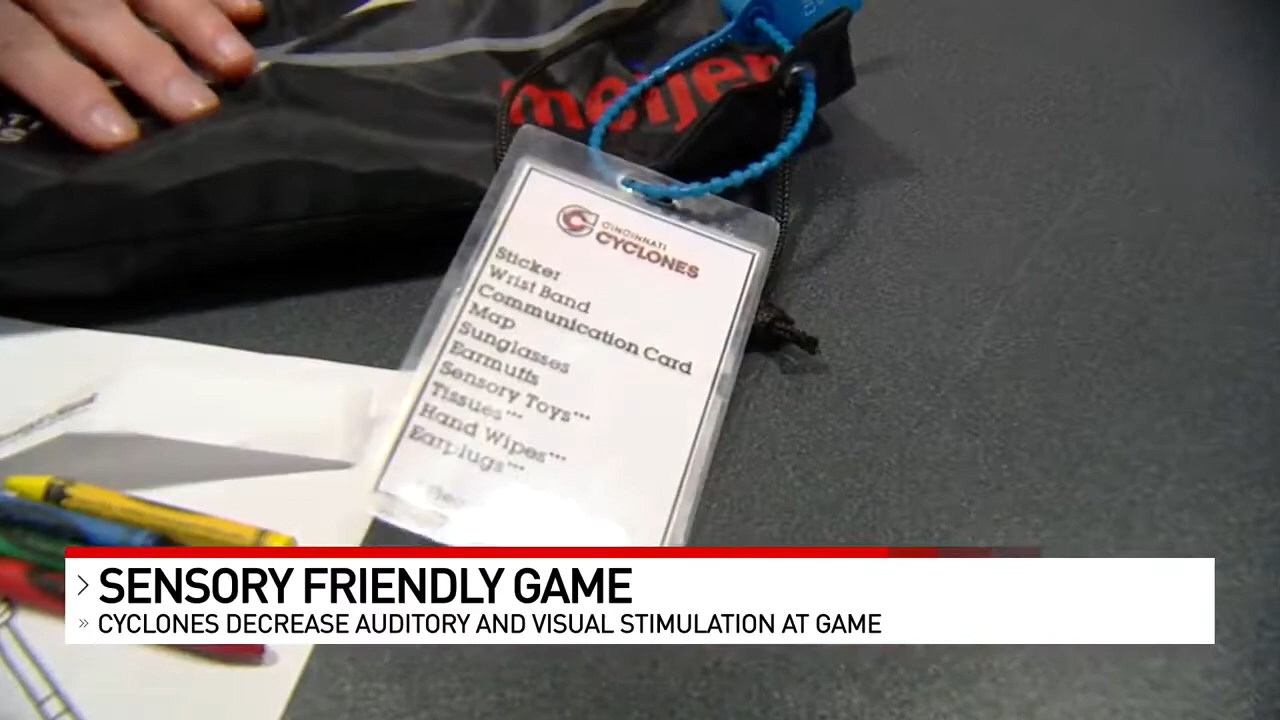 meijer
CINCINNATI
CYCLONES
Sticker
Wrist Band
Communication Card
Map
Sunglasses
Earmuffs
Sensory Toys***
Tissues***
Hand Wipes***
Earplugs***
SENSORY FRIENDLY GAME
CYCLONES DECREASE AUDITORY AND VISUAL STIMULATION AT GAME